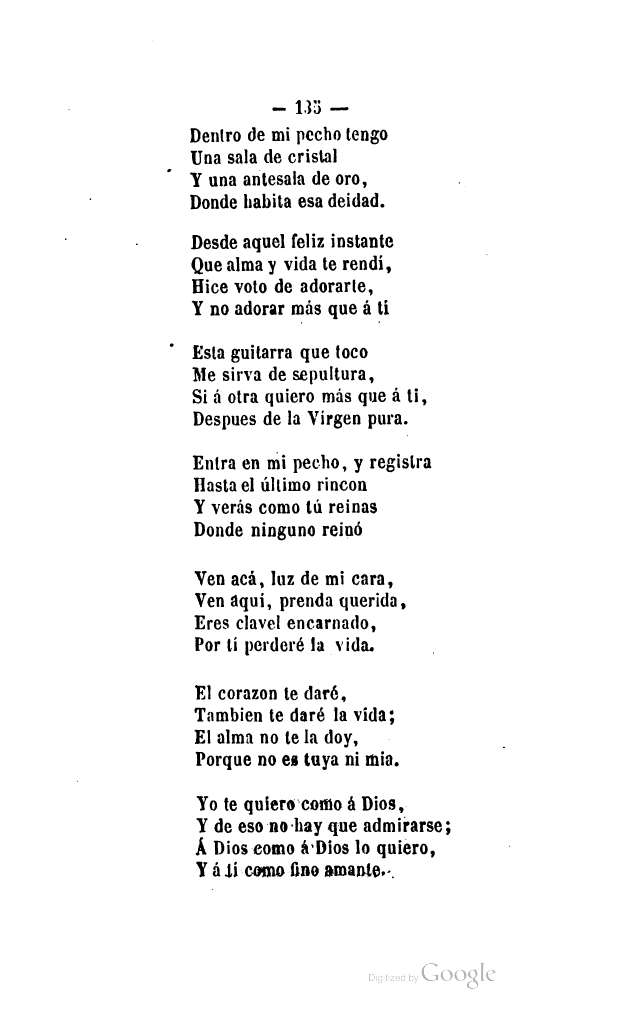 — 135 —
Dentro de mi pecho tengo
Una sala de cristal
Y una antesala de oro,
Donde habita esa deidad.
Desde aquel feliz instante
Que alma y vida te rendí,
Hice voto de adorarte,
Y no adorar más que á ti
Esta guitarra que toco
Me sirva de sepultura,
Si á otra quiero más que á ti,
Despues de la Virgen pura.
Entra en mi pecho, y registra
Hasta el último rincon
Y verás como tú reinas
Donde ninguno reinó
Ven acá, luz de mi cara,
Ven aquí, prenda querida,
Eres clavel encarnado,
Por tí perderé la vida.
El corazon te daré,
Tambien te daré la vida;
El alma no te la doy,
Porque no es tuya ni mia.
Yo te quiero como á Dios,
Y de eso no hay que admirarse;
Á Dios como á Dios lo quiero,
Y á tí como fino amante.
Digitized by Google